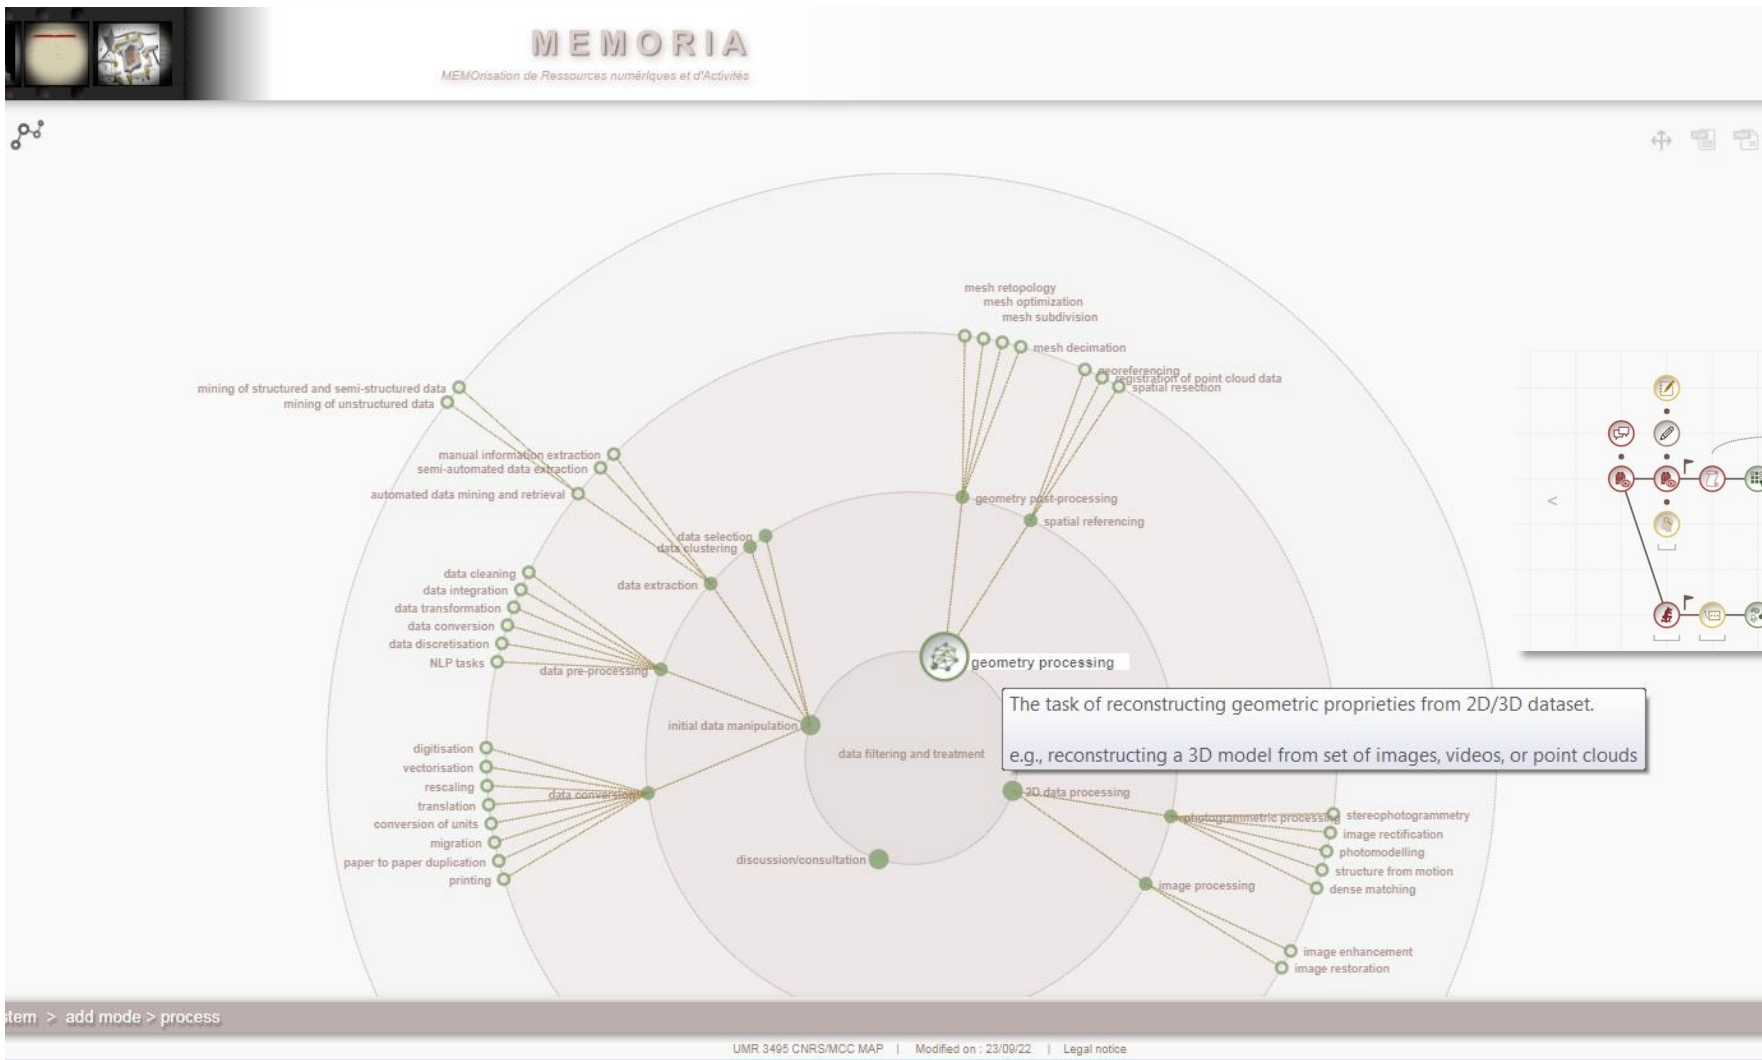 MEMORIA
MEMOrisation de Ressources numériques et d'Activités
mesh retopology
mesh optimization
mesh subdivision
mesh decimation
georeferencing
registration of point cloud data
spatial resection
mining of structured and semi-structured data
mining of unstructured data
manual information extraction
semi-automated data extraction
automated data mining and retrieval
geometry post-processing
spatial referencing
data selection
data clustering
data extraction
data cleaning
data integration
data transformation
data conversion
data discretisation
NLP tasks
data pre-processing
geometry processing
The task of reconstructing geometric proprieties from 2D/3D dataset.
e.g., reconstructing a 3D model from set of images, videos, or point clouds
initial data manipulation
data filtering and treatment
digitisation
vectorisation
rescaling
translation
conversion of units
migration
paper to paper duplication
printing
data conversion
2D data processing
photogrammetric processing
stereophotogrammetry
image rectification
photomodelling
structure from motion
dense matching
discussion/consultation
image processing
image enhancement
image restoration
<
stem > add mode > process
UMR 3495 CNRS/MCC MAP | Modified on : 23/09/22 | Legal notice